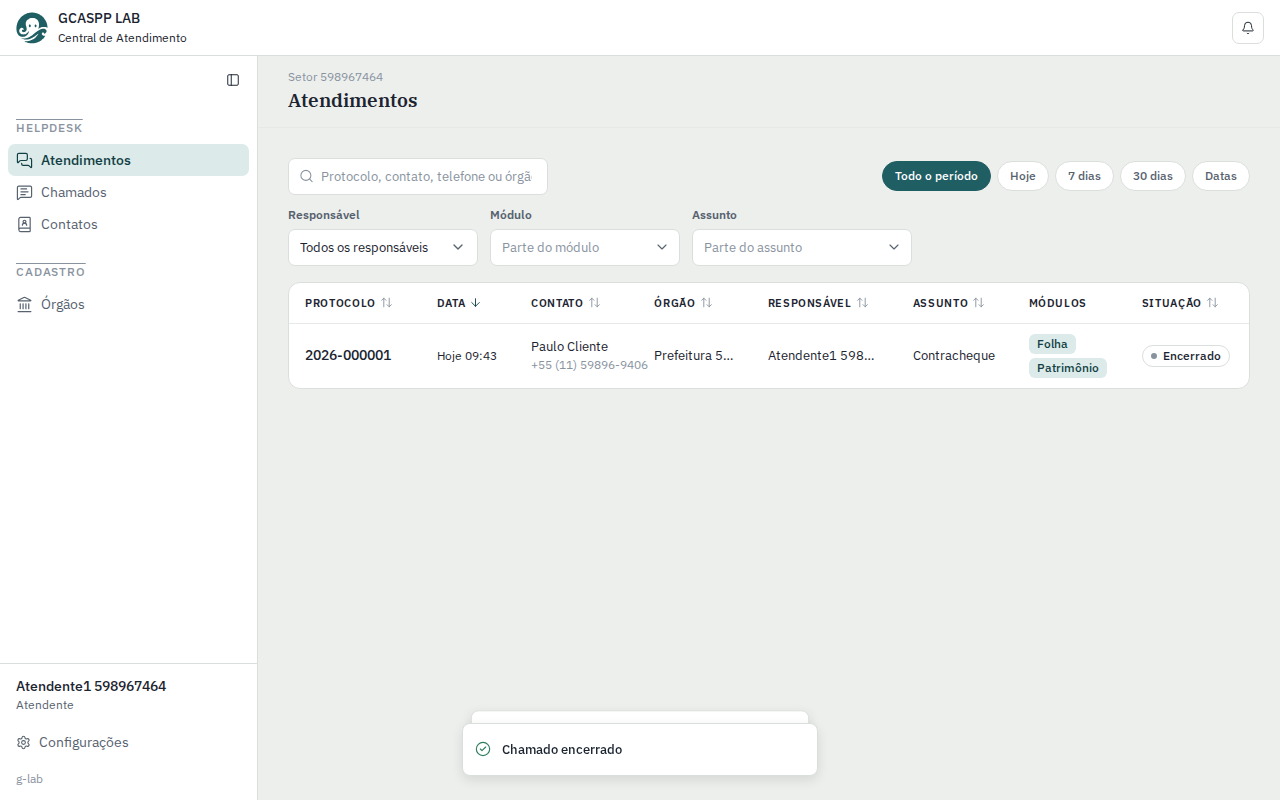 GCASPP LAB
Central de Atendimento
HELPDESK
Atendimentos
Chamados
Contatos
CADASTRO
Órgãos
Atendente1 598967464
Atendente
Configurações
g-lab
Setor 598967464
Atendimentos
Protocolo, contato, telefone ou órgã
Todo o período
Hoje
7 dias
30 dias
Datas
Responsável
Módulo
Assunto
Todos os responsáveis
Parte do módulo
Parte do assunto
PROTOCOLO
DATA
CONTATO
ÓRGÃO
RESPONSÁVEL
ASSUNTO
MÓDULOS
SITUAÇÃO
2026-000001
Hoje 09:43
Paulo Cliente
+55 (11) 59896-9406
Prefeitura 5...
Atendente1 598...
Contracheque
Folha
Patrimônio
Encerrado
Chamado encerrado